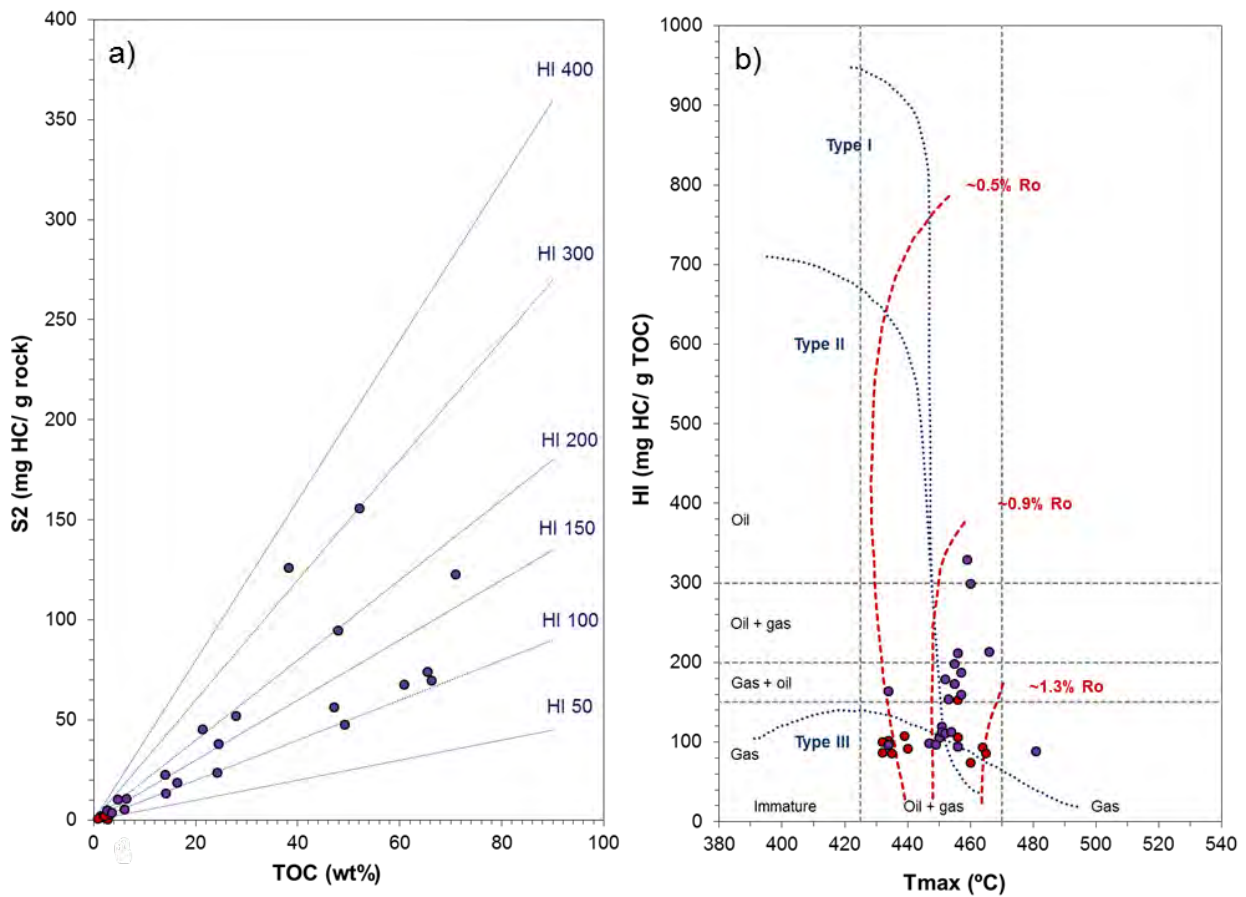 a)
HI 400
HI 300
HI 200
HI 150
HI 100
HI 50
400
350
300
250
200
150
100
50
0
S2 (mg HC/ g rock)
0 20 40 60 80 100
TOC (wt%)
b)
1000
900
800
700
600
500
400
300
200
100
0
HI (mg HC/ g TOC)
Type I
~0.5% Ro
Type II
~0.9% Ro
Oil
Oil + gas
Gas + oil
~1.3% Ro
Type III
Gas
Immature
Oil + gas
Gas
380 400 420 440 460 480 500 520 540
Tmax (ºC)